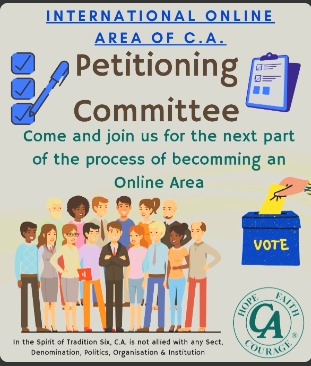 INTERNATIONAL ONLINE
AREA OF C.A.
Petitioning
Committee
Come and join us for the next part
of the process of becomming an
Online Area
VOTE
HOPE FAITH
CA
COURAGE ®
In the Spirit of Tradition Six, C.A. is not allied with any Sect,
Denomination, Politics, Organisation & Institution